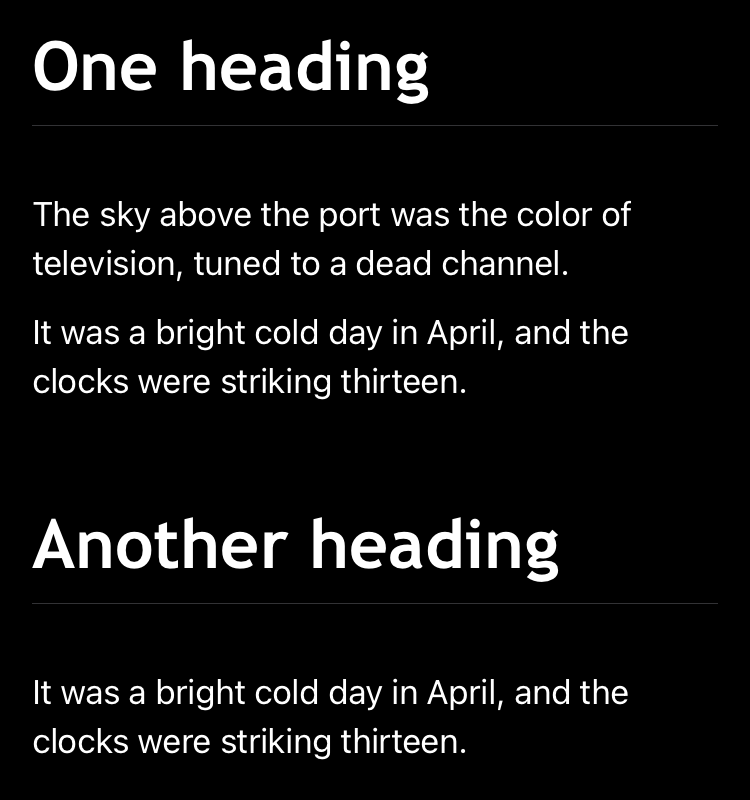 One heading
The sky above the port was the color of
television, tuned to a dead channel.
It was a bright cold day in April, and the
clocks were striking thirteen.
Another heading
It was a bright cold day in April, and the
clocks were striking thirteen.